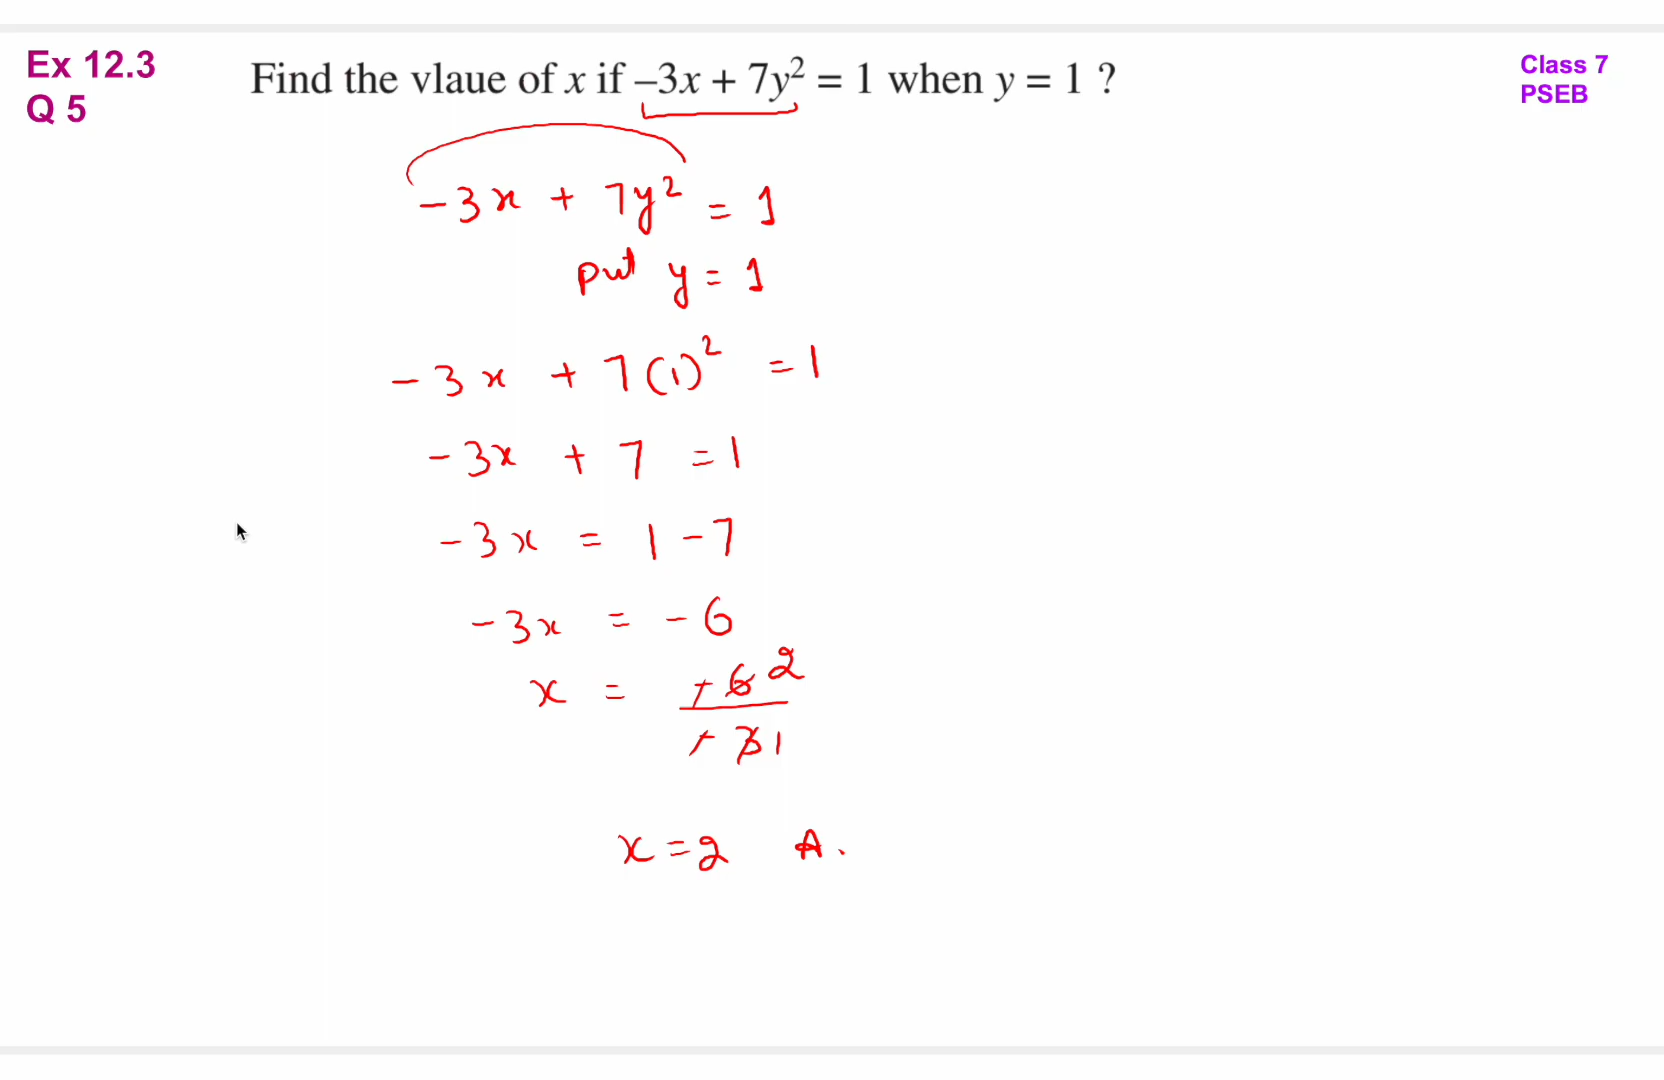 Ex 12.3
Q 5
Find the vlaue of x if –3x + 7y² = 1 when y = 1 ?
Class 7
PSEB
-3x + 7y² = 1
put y = 1
-3x + 7(1)² = 1
-3x + 7 = 1
-3x = 1 - 7
-3x = -6
x = -6 2
-3 1
x = 2 A.